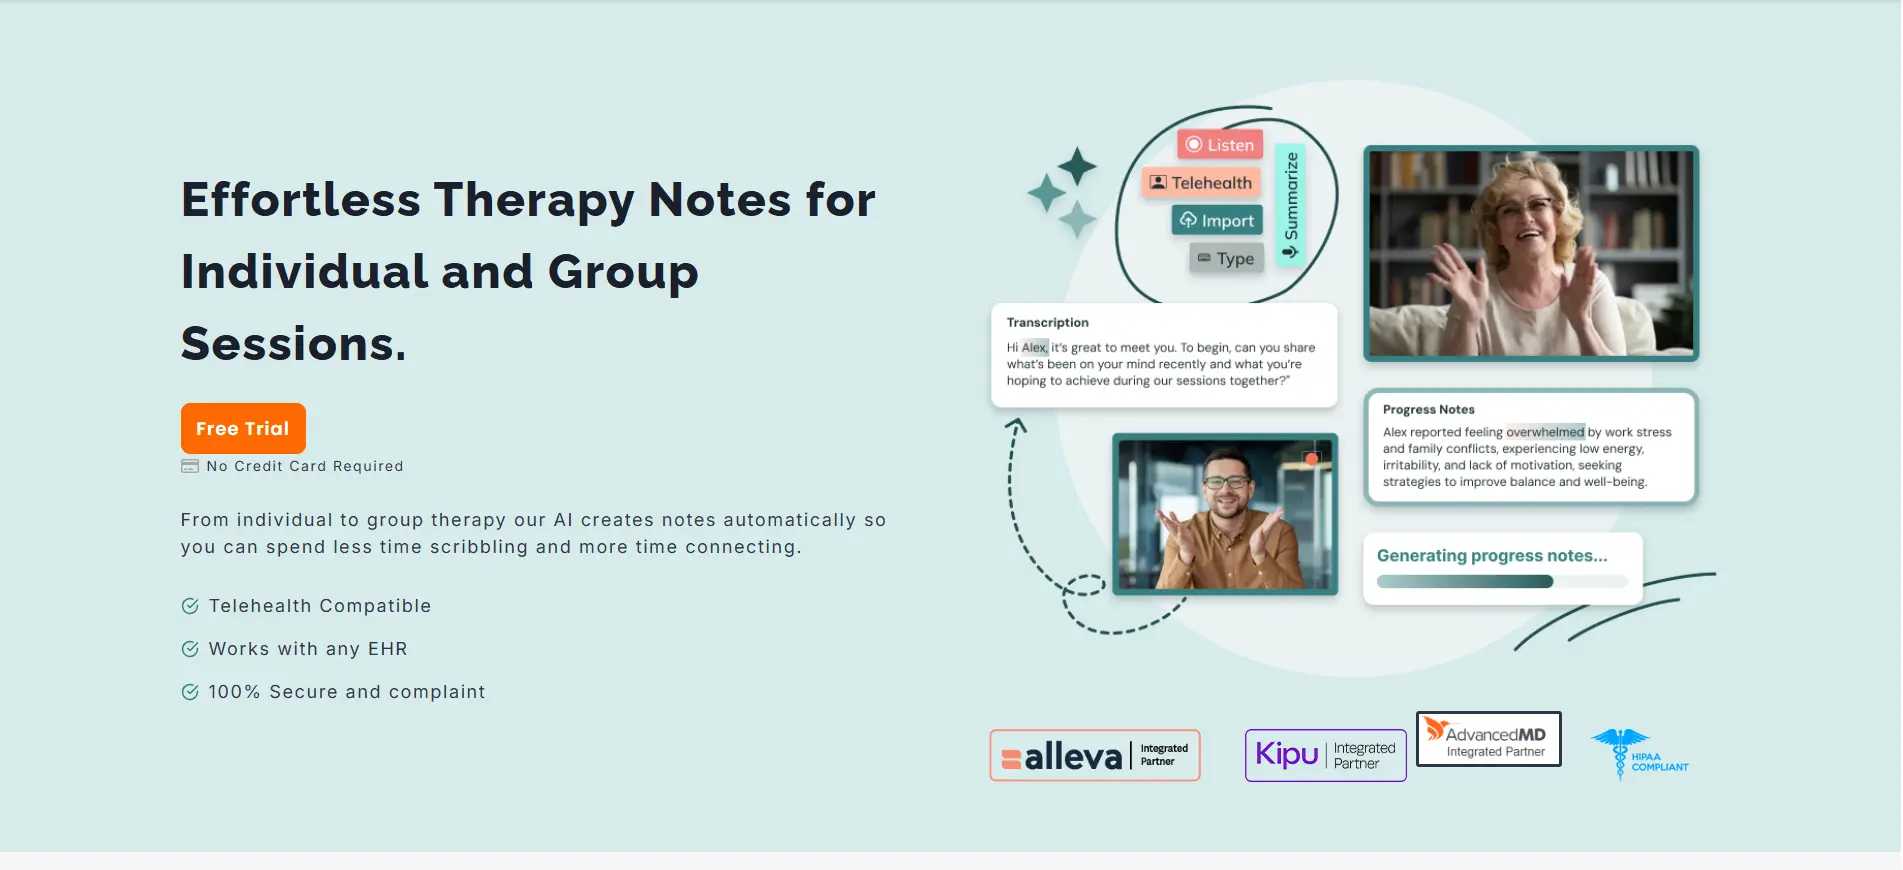 Effortless Therapy Notes for
Individual and Group
Sessions.
Free Trial
No Credit Card Required
From individual to group therapy our AI creates notes automatically so
you can spend less time scribbling and more time connecting.
Telehealth Compatible
Works with any EHR
100% Secure and complaint
Listen
Telehealth
Import
Type
Summarize
Transcription
Hi Alex, it's great to meet you. To begin, can you share
what's been on your mind recently and what you're
hoping to achieve during our sessions together?"
Progress Notes
Alex reported feeling overwhelmed by work stress
and family conflicts, experiencing low energy,
irritability, and lack of motivation, seeking
strategies to improve balance and well-being.
Generating progress notes...
alleva
Integrated
Partner
Kipu
Integrated
Partner
AdvancedMD
Integrated Partner
HIPAA
COMPLIANT